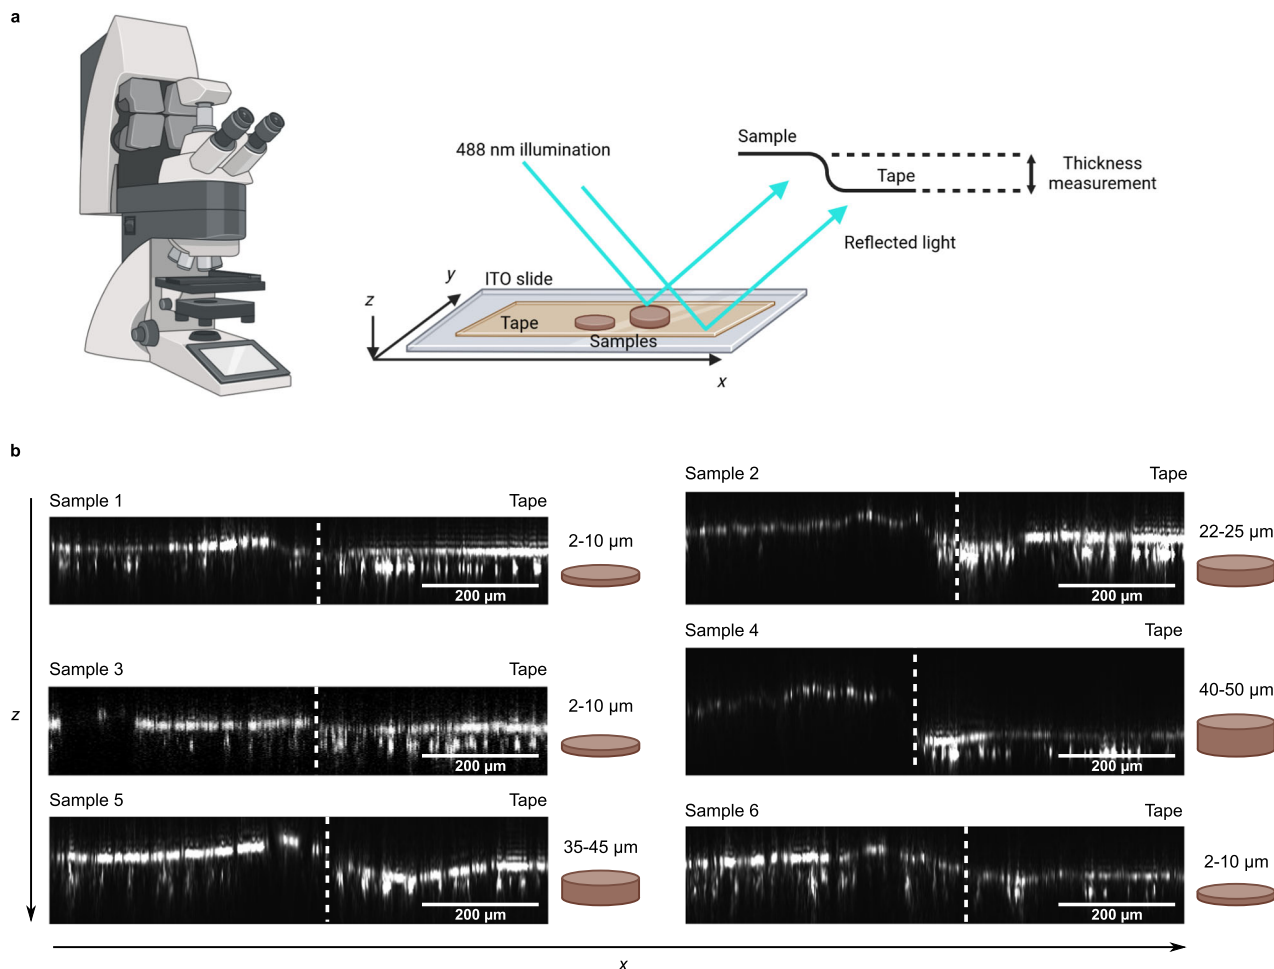 a
488 nm illumination
Sample
Tape
Thickness
measurement
Reflected light
y
ITO slide
z
Tape
Samples
x
b
Sample 1
Tape
2-10 µm
200 µm
Sample 2
Tape
22-25 µm
200 µm
Sample 3
Tape
2-10 µm
200 µm
Sample 4
Tape
40-50 µm
200 µm
z
Sample 5
Tape
35-45 µm
200 µm
Sample 6
Tape
2-10 µm
200 µm
x